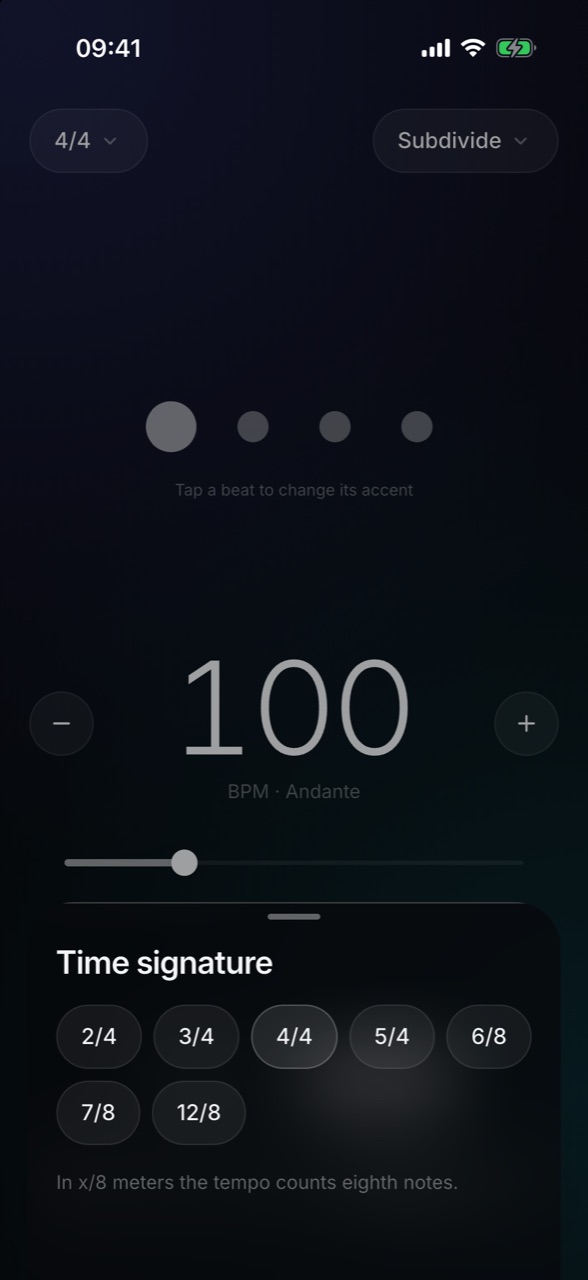 09:41
4/4
Subdivide
Tap a beat to change its accent
100
BPM · Andante
Time signature
2/4 3/4 4/4 5/4 6/8
7/8 12/8
In x/8 meters the tempo counts eighth notes.